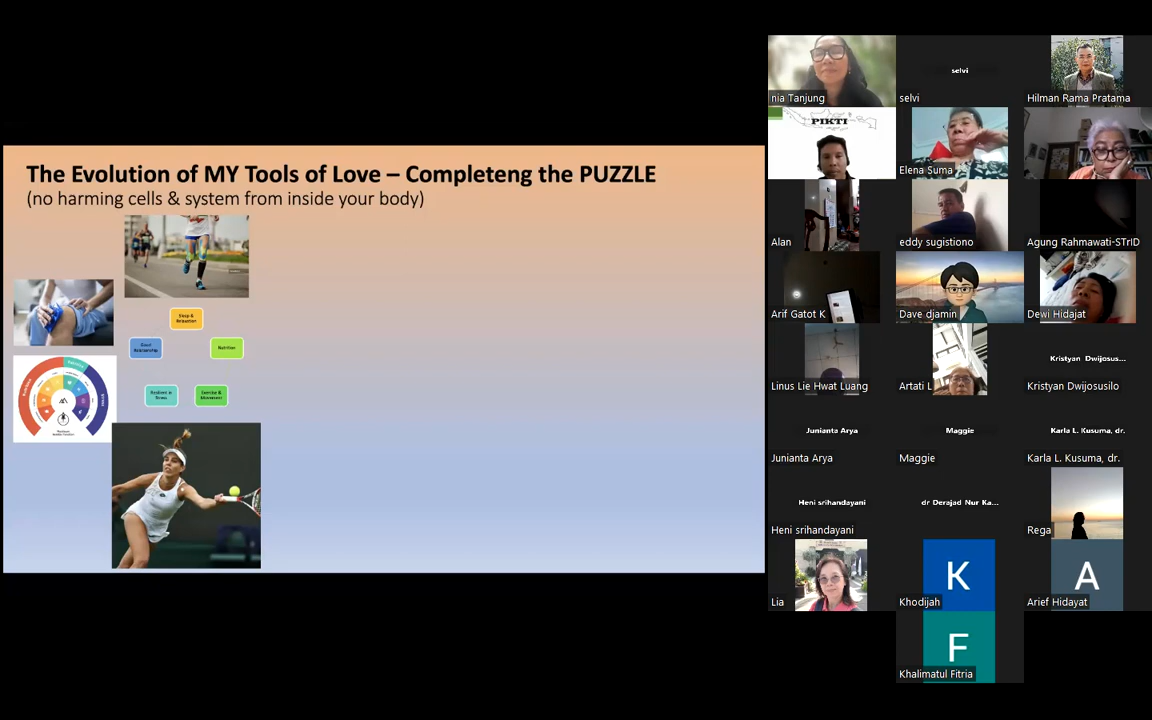 The Evolution of MY Tools of Love – Completeng the PUZZLE
(no harming cells & system from inside your body)
Sleep &
Relaxation
Good
Relationship
Nutrition
Resilient in
Stress
Exercise &
Movement
nia Tanjung
selvi
selvi
Hilman Rama Pratama
PIKTI
Elena Suma
Alan
eddy sugistiono
Agung Rahmawati-STrID
Arif Gatot K
Dave djamin
Dewi Hidajat
Linus Lie Hwat Luang
Artati L
Kristyan Dwijosus...
Kristyan Dwijosusilo
Junianta Arya
Junianta Arya
Maggie
Maggie
Karla L. Kusuma, dr.
Karla L. Kusuma, dr.
Heni srihandayani
Heni srihandayani
dr Derajad Nur Ka...
Rega
Lia
K
Khodijah
A
Arief Hidayat
F
Khalimatul Fitria